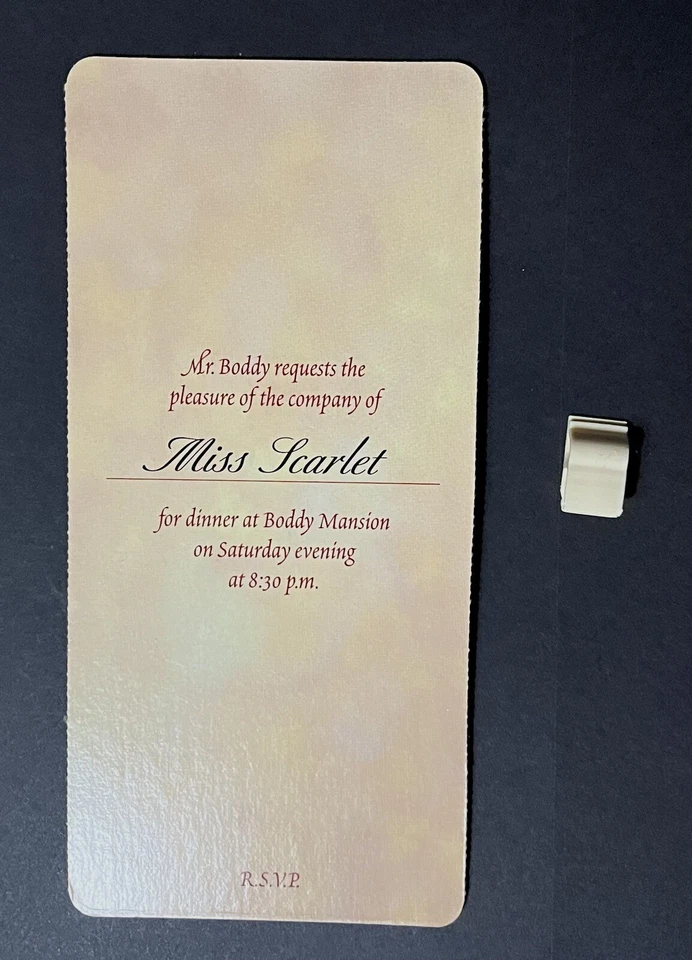 Mr. Boddy requests the
pleasure of the company of
Miss Scarlet
for dinner at Boddy Mansion
on Saturday evening
at 8:30 p.m.
R.S.V.P.